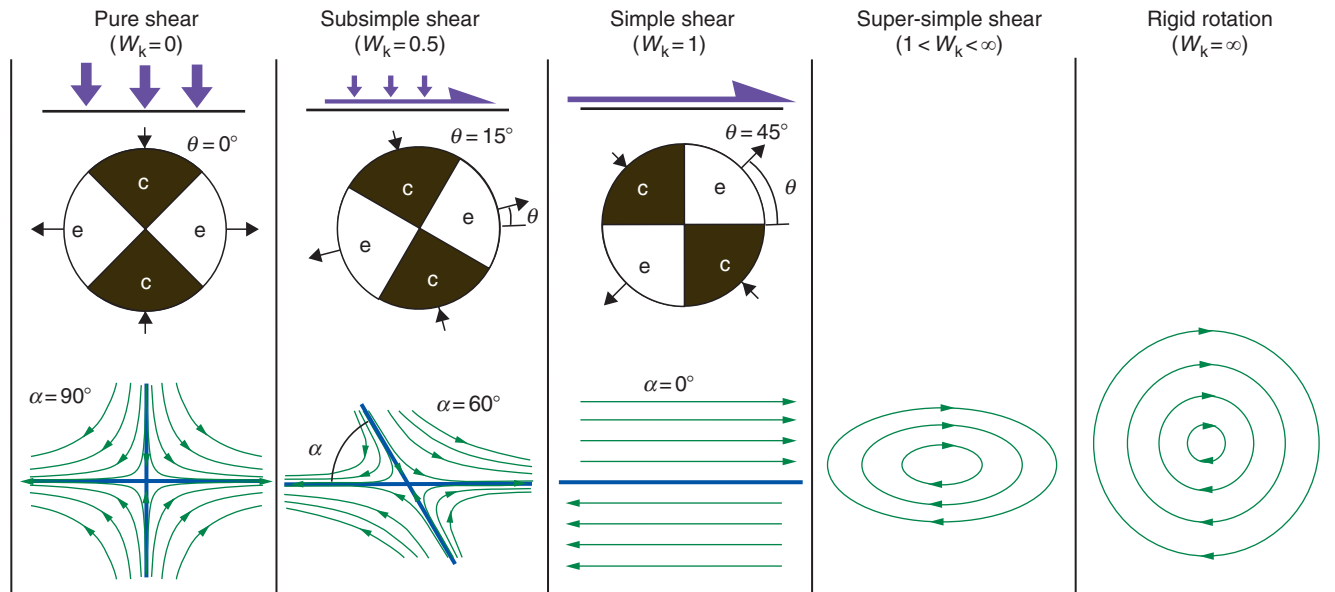 Pure shear
(Wk = 0)
Subsimple shear
(Wk = 0.5)
Simple shear
(Wk = 1)
Super-simple shear
(1 < Wk < ∞)
Rigid rotation
(Wk = ∞)
θ = 0°
c
e
e
c
θ = 15°
c
e
θ
e
c
θ = 45°
c
e
θ
e
c
α = 90°
α = 60°
α
α = 0°